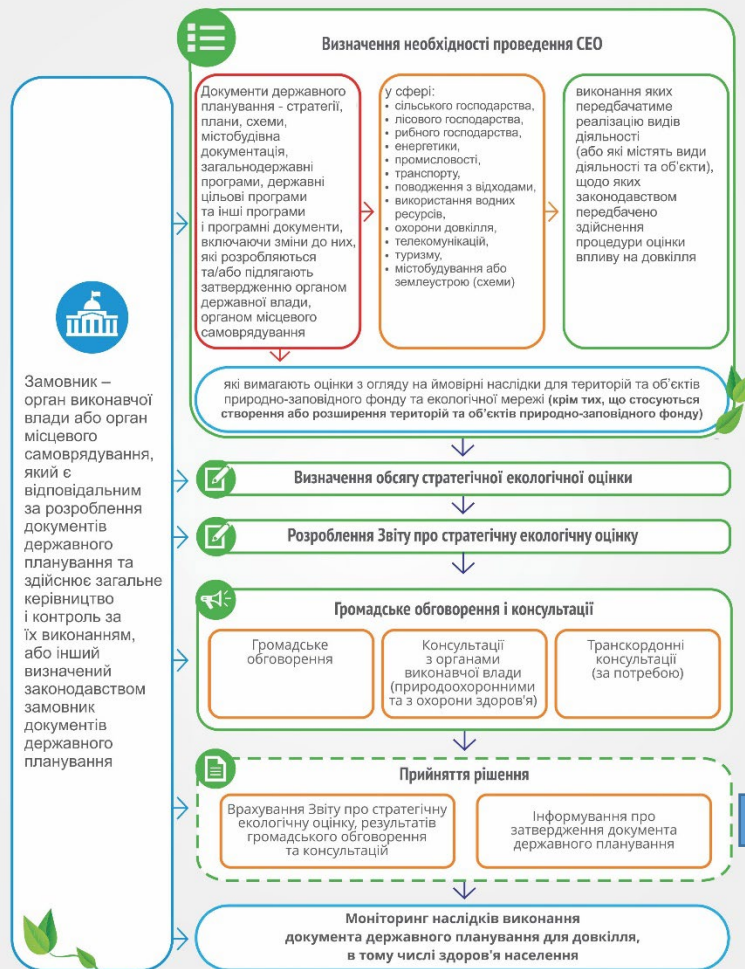 Визначення необхідності проведення СЕО
Документи державного
планування - стратегії,
плани, схеми,
містобудівна
документація,
загальнодержавні
програми, державні
цільові програми
та інші програми
і програмні документи,
включаючи зміни до них,
які розробляються
та/або підлягають
затвердженню органом
державної влади,
органом місцевого
самоврядування
у сфері:
• сільського господарства,
• лісового господарства,
• рибного господарства,
• енергетики,
• промисловості,
• транспорту,
• поводження з відходами,
• використання водних
ресурсів,
• охорони довкілля,
• телекомунікацій,
• туризму,
• містобудування або
землеустрою (схеми)
виконання яких
передбачатиме
реалізацію видів
діяльності
(або які містять види
діяльності та об'єкти),
щодо яких
законодавством
передбачено
здійснення
процедури оцінки
впливу на довкілля
які вимагають оцінки з огляду на ймовірні наслідки для територій та об'єктів
природно-заповідного фонду та екологічної мережі (крім тих, що стосуються
створення або розширення територій та об'єктів природно-заповідного фонду)
Замовник –
орган виконавчої
влади або орган
місцевого
самоврядування,
який є
відповідальним
за розроблення
документів
державного
планування та
здійснює загальне
керівництво
і контроль за
їх виконанням,
або інший
визначений
законодавством
замовник
документів
державного
планування
Визначення обсягу стратегічної екологічної оцінки
Розроблення Звіту про стратегічну екологічну оцінку
Громадське обговорення і консультації
Громадське
обговорення
Консультації
з органами
виконавчої влади
(природоохоронними
та з охорони здоров'я)
Транскордонні
консультації
(за потребою)
Прийняття рішення
Врахування Звіту про стратегічну
екологічну оцінку, результатів
громадського обговорення
та консультацій
Інформування про
затвердження документа
державного планування
Моніторинг наслідків виконання
документа державного планування для довкілля,
в тому числі здоров'я населення